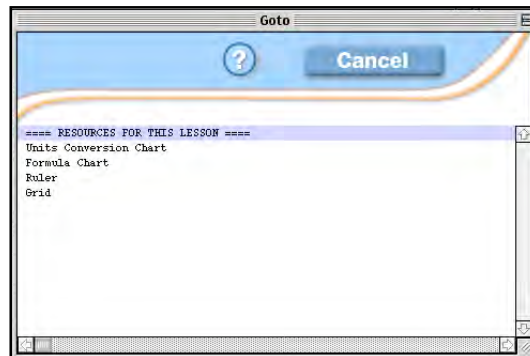 Goto
?
Cancel
==== RESOURCES FOR THIS LESSON ====
Units Conversion Chart
Formula Chart
Ruler
Grid